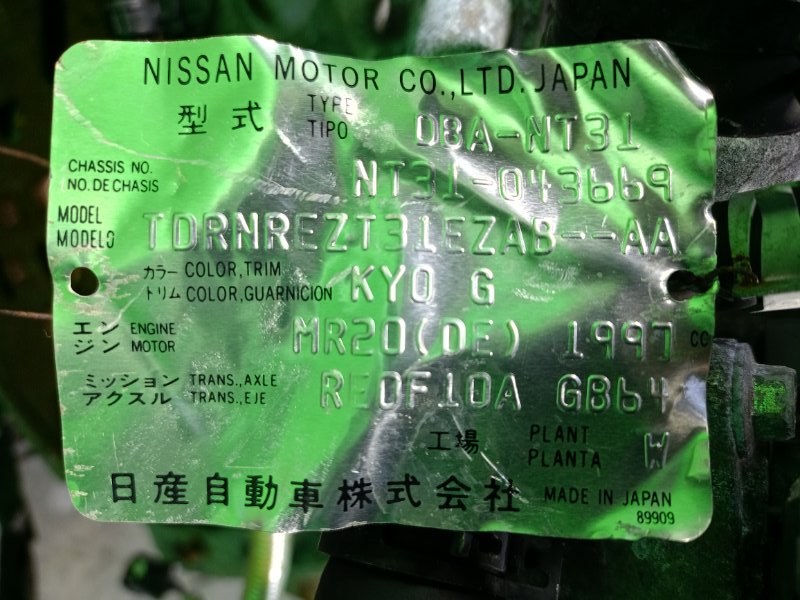 NISSAN MOTOR CO.,LTD. JAPAN
型式 TYPE TIPO DBA-NT31
CHASSIS NO. NO. DE CHASIS NT31-043669
MODEL MODELO TDRNREZT31EZAB--AA
カラー COLOR,TRIM
トリム COLOR,GUARNICION KY0 G
エン ENGINE
ジン MOTOR MR20(DE) 1997 CC
ミッション TRANS.,AXLE
アクスル TRANS.,EJE RE0F10A GB64
工場 PLANT PLANTA W
日産自動車株式会社 MADE IN JAPAN
89909